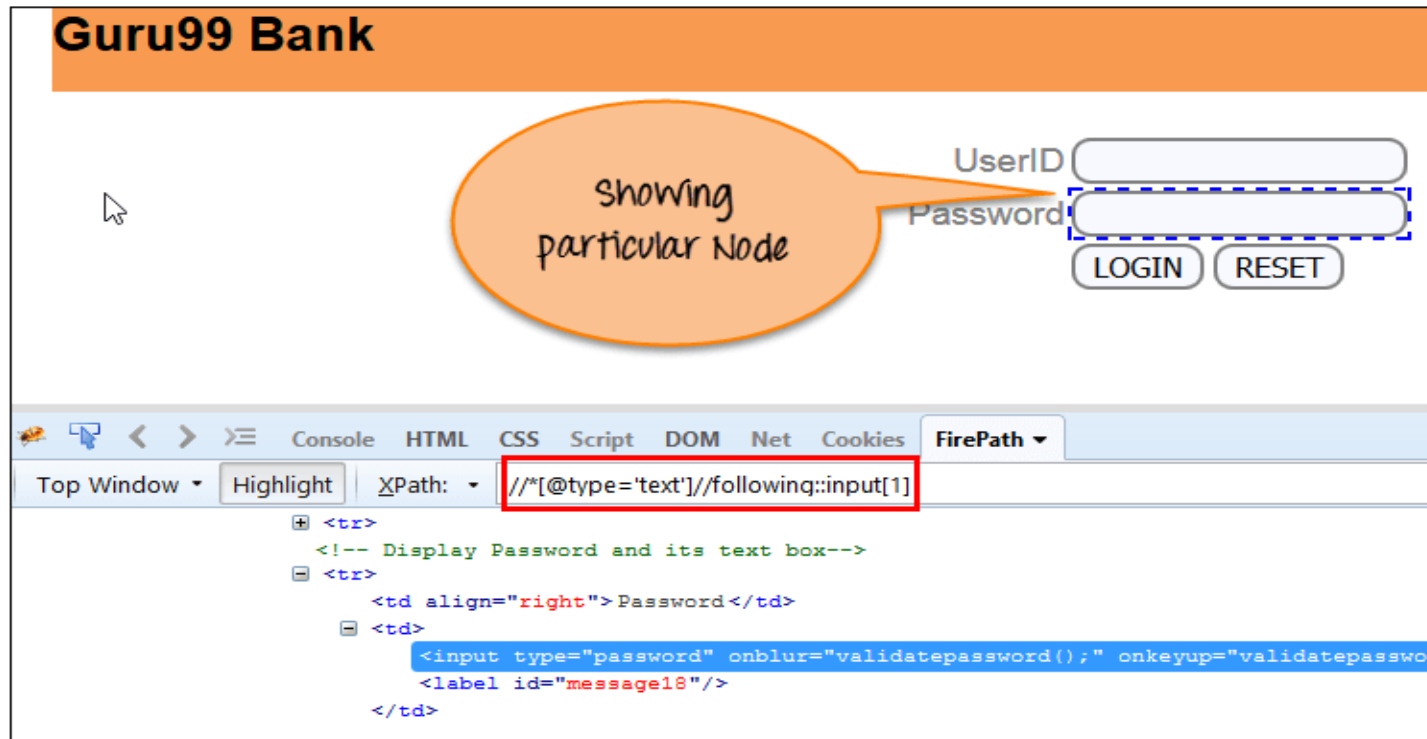 Guru99 Bank
UserID
Showing
particular Node
Password
LOGIN RESET
Console HTML CSS Script DOM Net Cookies FirePath
Top Window Highlight XPath: //*[@type='text']//following::input[1]
<tr>
<!-- Display Password and its text box-->
<tr>
<td align="right">Password</td>
<td>
<input type="password" onblur="validatepassword();" onkeyup="validatepasswo
<label id="message18"/>
</td>